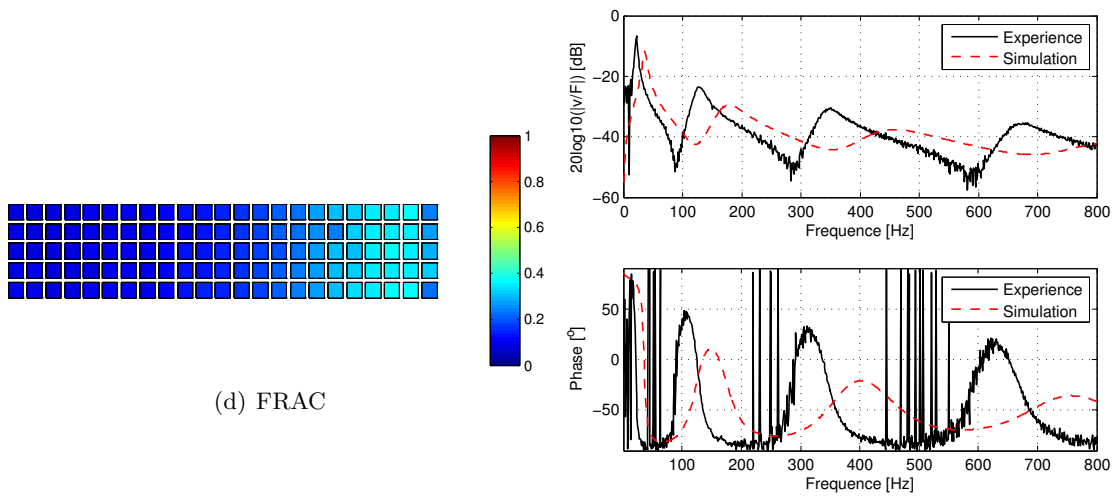 1
0.8
0.6
0.4
0.2
0
(d) FRAC
0
−20
−40
−60
20log10(|v/F|) [dB]
Experience
Simulation
0 100 200 300 400 500 600 700 800
Frequence [Hz]
50
0
−50
Phase [°]
Experience
Simulation
100 200 300 400 500 600 700 800
Frequence [Hz]